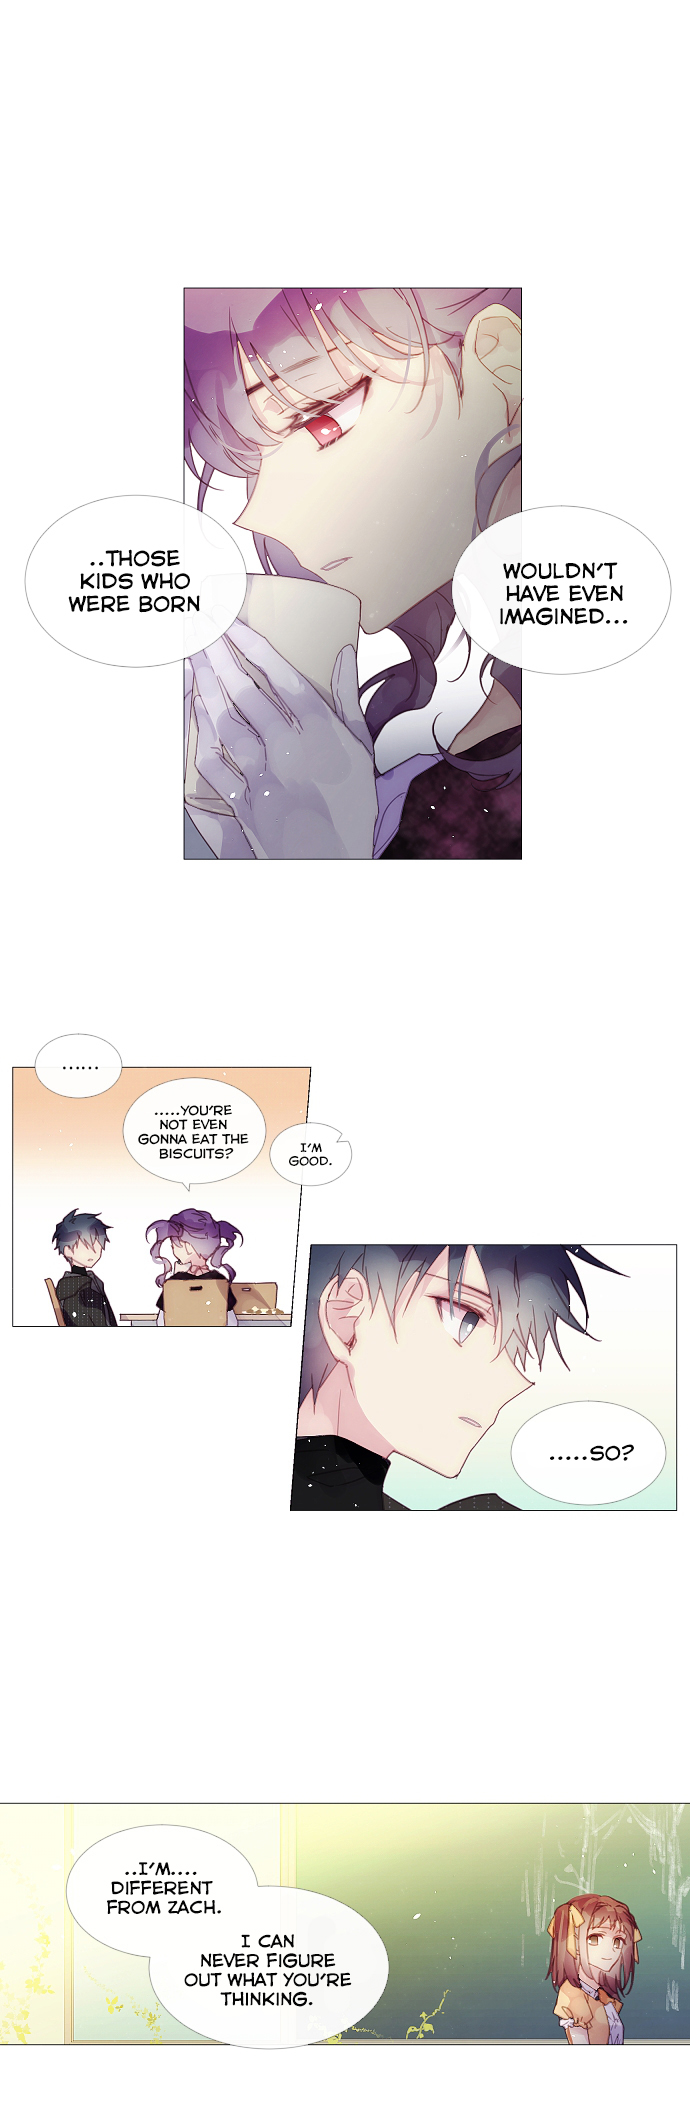 ..THOSE
KIDS WHO
WERE BORN
WOULDN'T
HAVE EVEN
IMAGINED...
......
.....YOU'RE
NOT EVEN
GONNA EAT THE
BISCUITS?
I'M
GOOD.
.....SO?
..I'M....
DIFFERENT
FROM ZACH.
I CAN
NEVER FIGURE
OUT WHAT YOU'RE
THINKING.